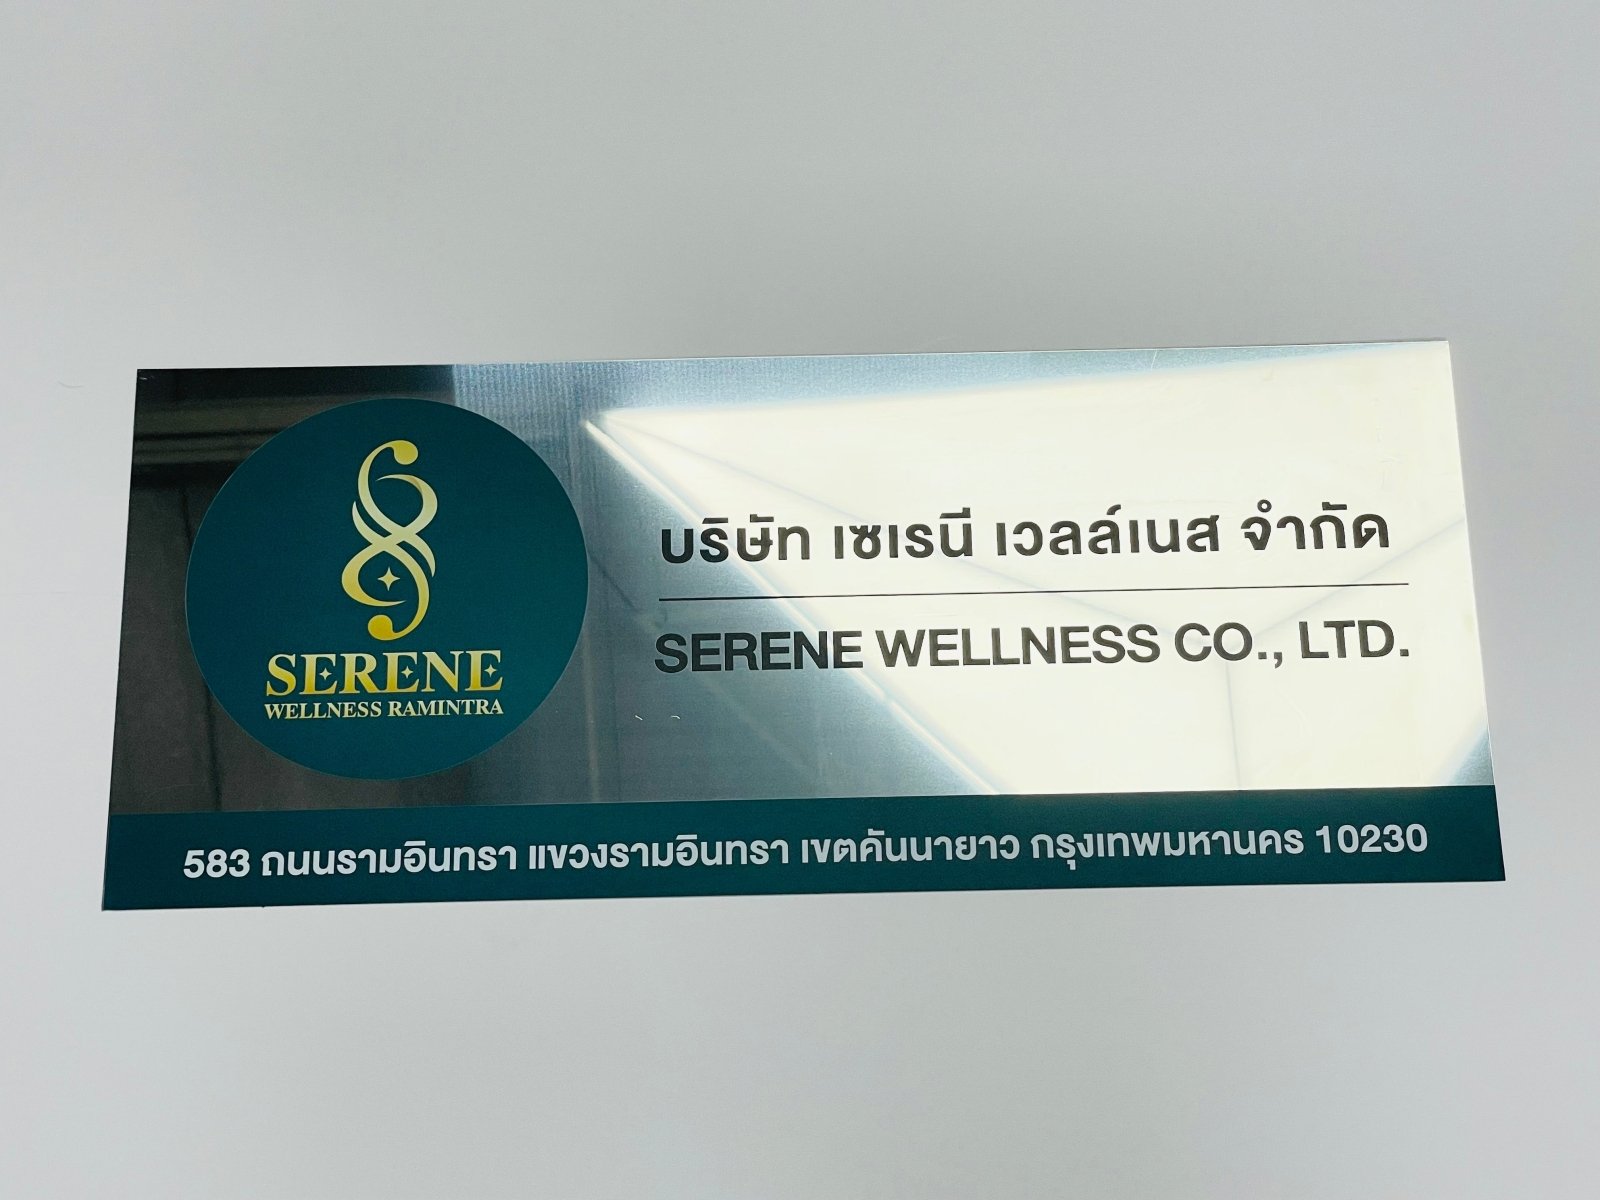 SERENE
WELLNESS RAMINTRA
บริษัท เซเรนี เวลล์เนส จำกัด
SERENE WELLNESS CO., LTD.
583 ถนนรามอินทรา แขวงรามอินทรา เขตคันนายาว กรุงเทพมหานคร 10230